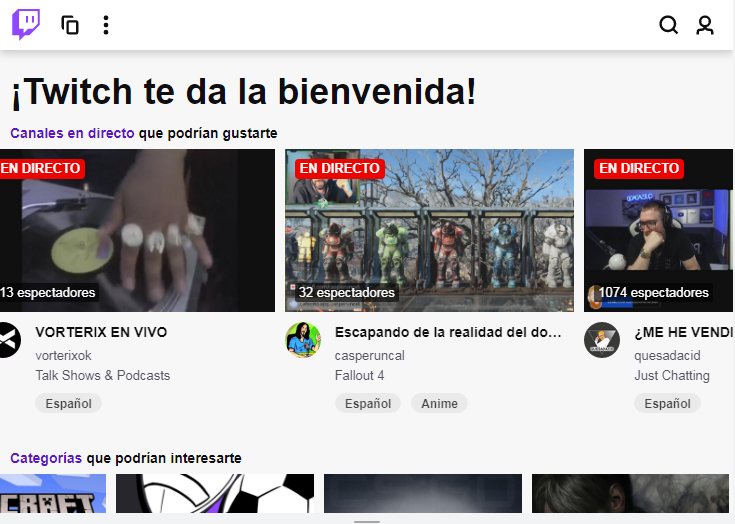 ¡Twitch te da la bienvenida!
Canales en directo que podrían gustarte
EN DIRECTO
13 espectadores
VORTERIX EN VIVO
vorterixok
Talk Shows & Podcasts
Español
EN DIRECTO
32 espectadores
Escapando de la realidad del do...
casperuncal
Fallout 4
Español Anime
EN DIRECTO
1074 espectadores
¿ME HE VENDI
quesadacid
Just Chatting
Español
Categorías que podrían interesarte
CRAFT